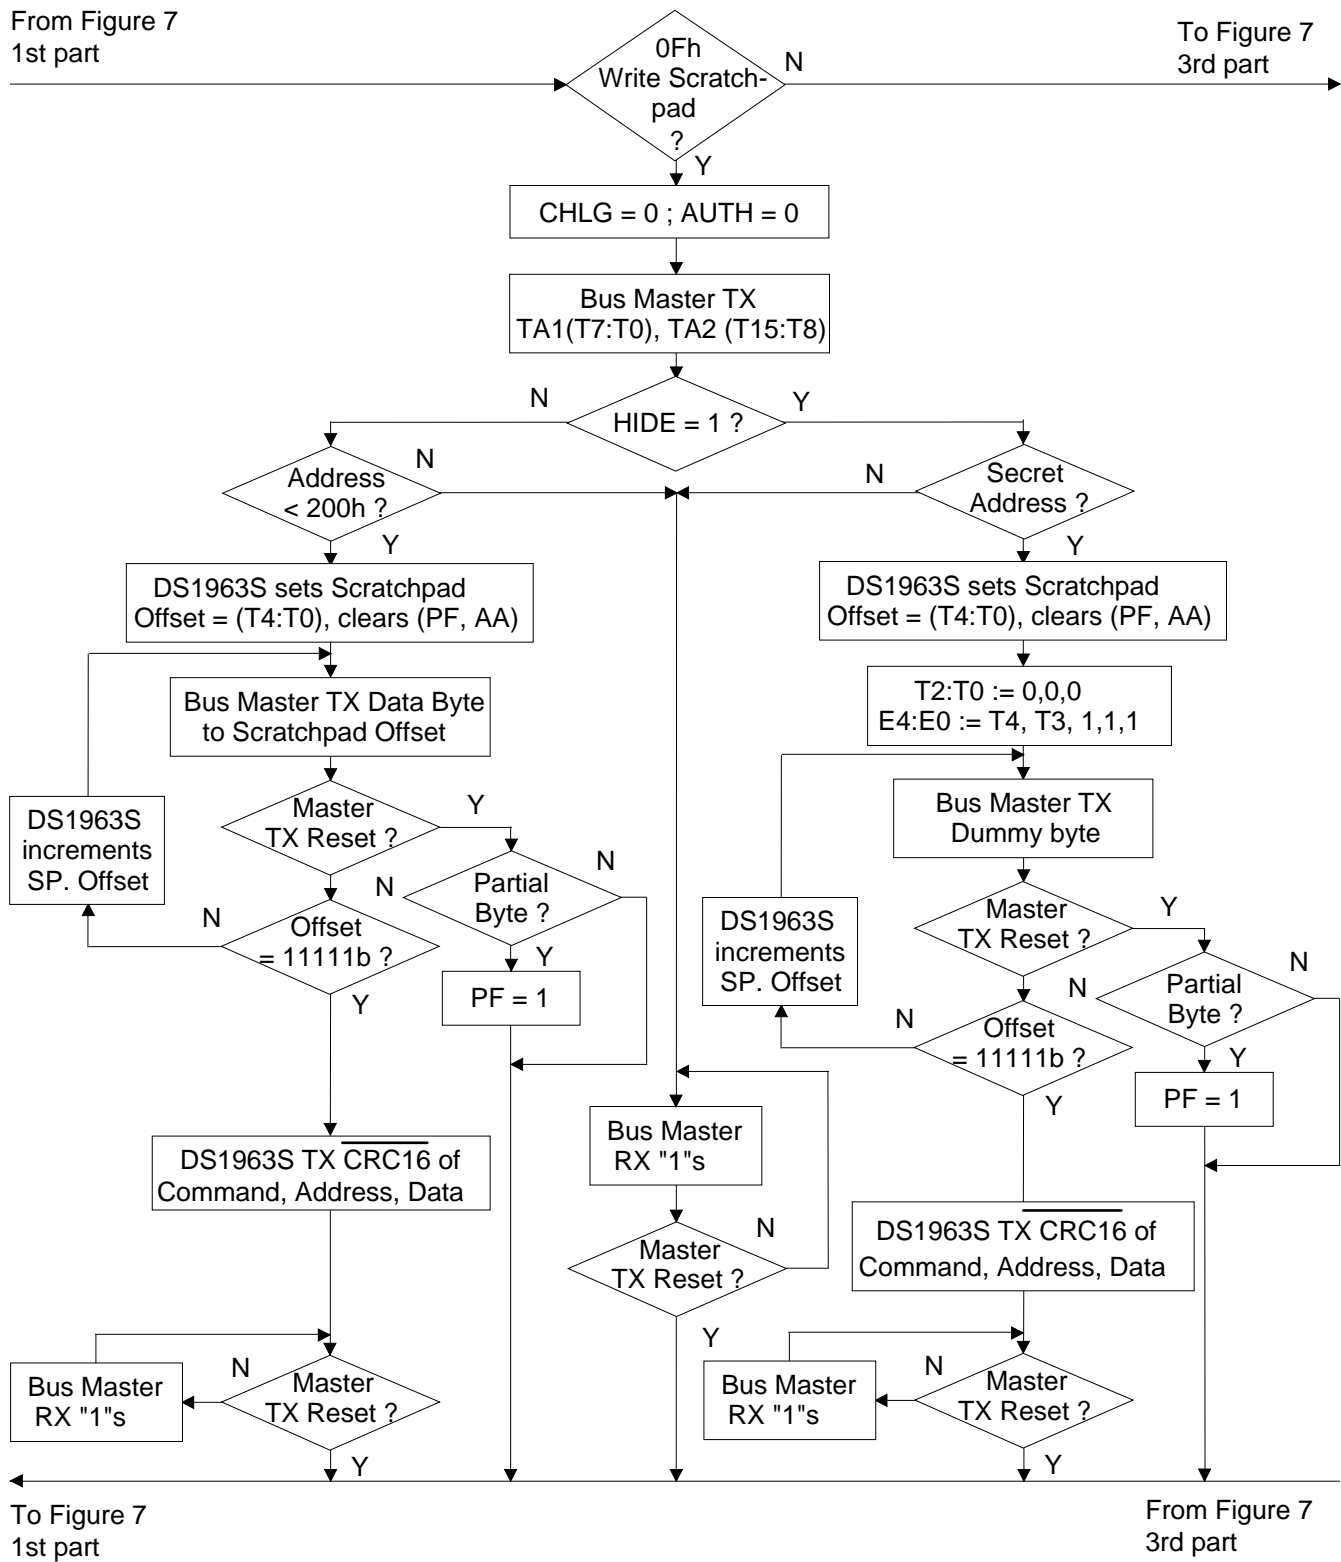 From Figure 7
1st part
To Figure 7
3rd part
0Fh
Write Scratch-
pad
?
N
Y
CHLG = 0 ; AUTH = 0
Bus Master TX
TA1(T7:T0), TA2 (T15:T8)
HIDE = 1 ?
N
Y
Address
< 200h ?
N
Y
Secret
Address ?
N
Y
DS1963S sets Scratchpad
Offset = (T4:T0), clears (PF, AA)
Bus Master TX Data Byte
to Scratchpad Offset
Master
TX Reset ?
Y
N
DS1963S
increments
SP. Offset
Partial
Byte ?
N
Y
Offset
= 11111b ?
N
Y
PF = 1
DS1963S TX CRC16 of
Command, Address, Data
Bus Master
RX "1"s
Master
TX Reset ?
N
Y
Bus Master
RX "1"s
Master
TX Reset ?
N
Y
DS1963S sets Scratchpad
Offset = (T4:T0), clears (PF, AA)
T2:T0 := 0,0,0
E4:E0 := T4, T3, 1,1,1
Bus Master TX
Dummy byte
Master
TX Reset ?
Y
N
DS1963S
increments
SP. Offset
Partial
Byte ?
N
Y
Offset
= 11111b ?
N
Y
PF = 1
DS1963S TX CRC16 of
Command, Address, Data
Bus Master
RX "1"s
Master
TX Reset ?
N
Y
To Figure 7
1st part
From Figure 7
3rd part